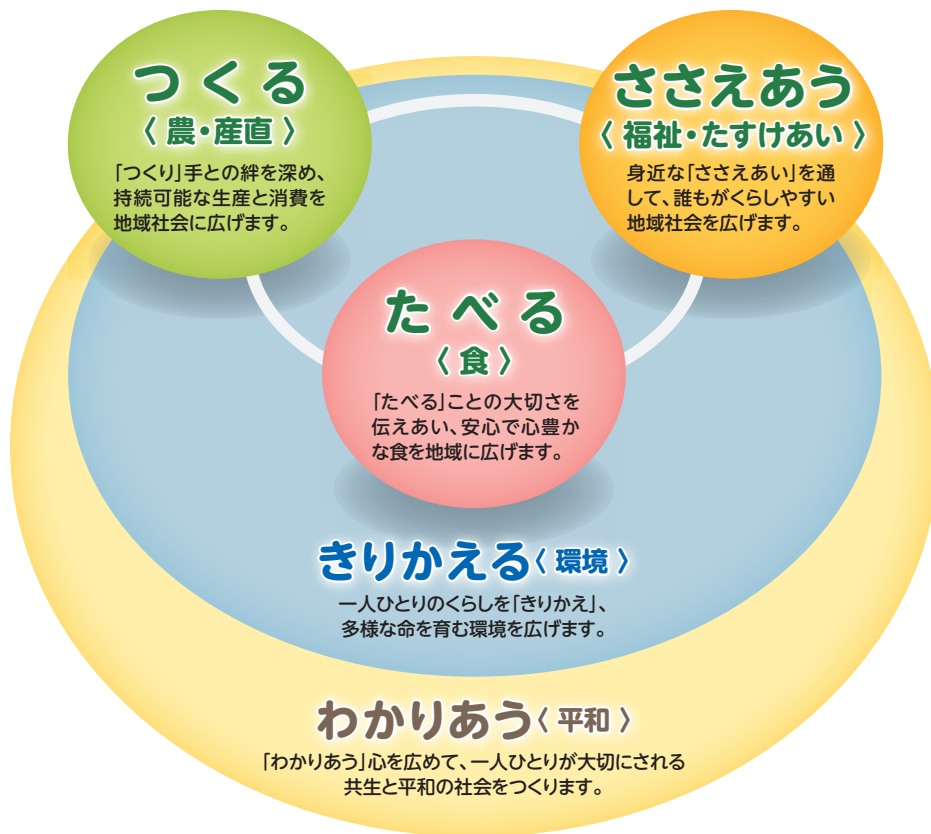 つくる
〈 農・産直 〉
「つくり」手との絆を深め、
持続可能な生産と消費を
地域社会に広げます。
ささえあう
〈 福祉・たすけあい 〉
身近な「ささえあい」を通
して、誰もがくらしやすい
地域社会を広げます。
たべる
〈 食 〉
「たべる」ことの大切さを
伝えあい、安心で心豊か
な食を地域に広げます。
きりかえる〈 環境 〉
一人ひとりのくらしを「きりかえ」、
多様な命を育む環境を広げます。
わかりあう〈 平和 〉
「わかりあう」心を広めて、一人ひとりが大切にされる
共生と平和の社会をつくります。